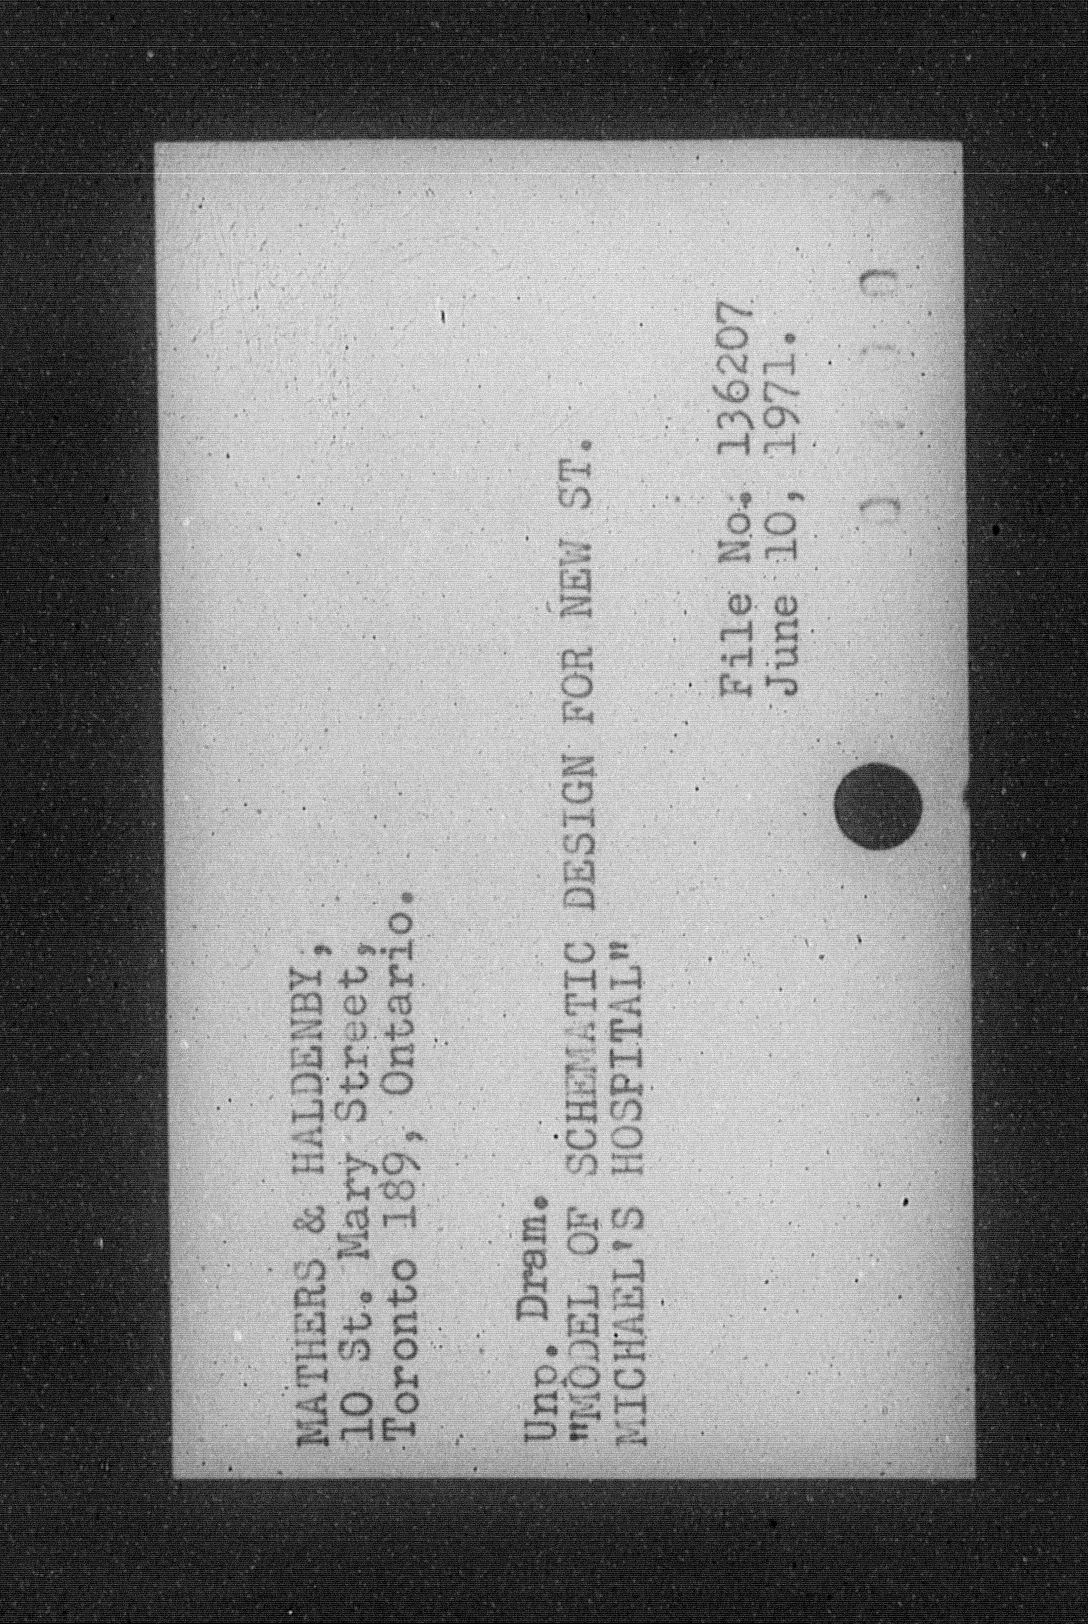 MATHERS & HALDENBY,
10 St. Mary Street,
Toronto 189, Ontario.
Unp. Dram.
"MODEL OF SCHEMATIC DESIGN FOR NEW ST.
MICHAEL'S HOSPITAL"
File No. 136207
June 10, 1971.